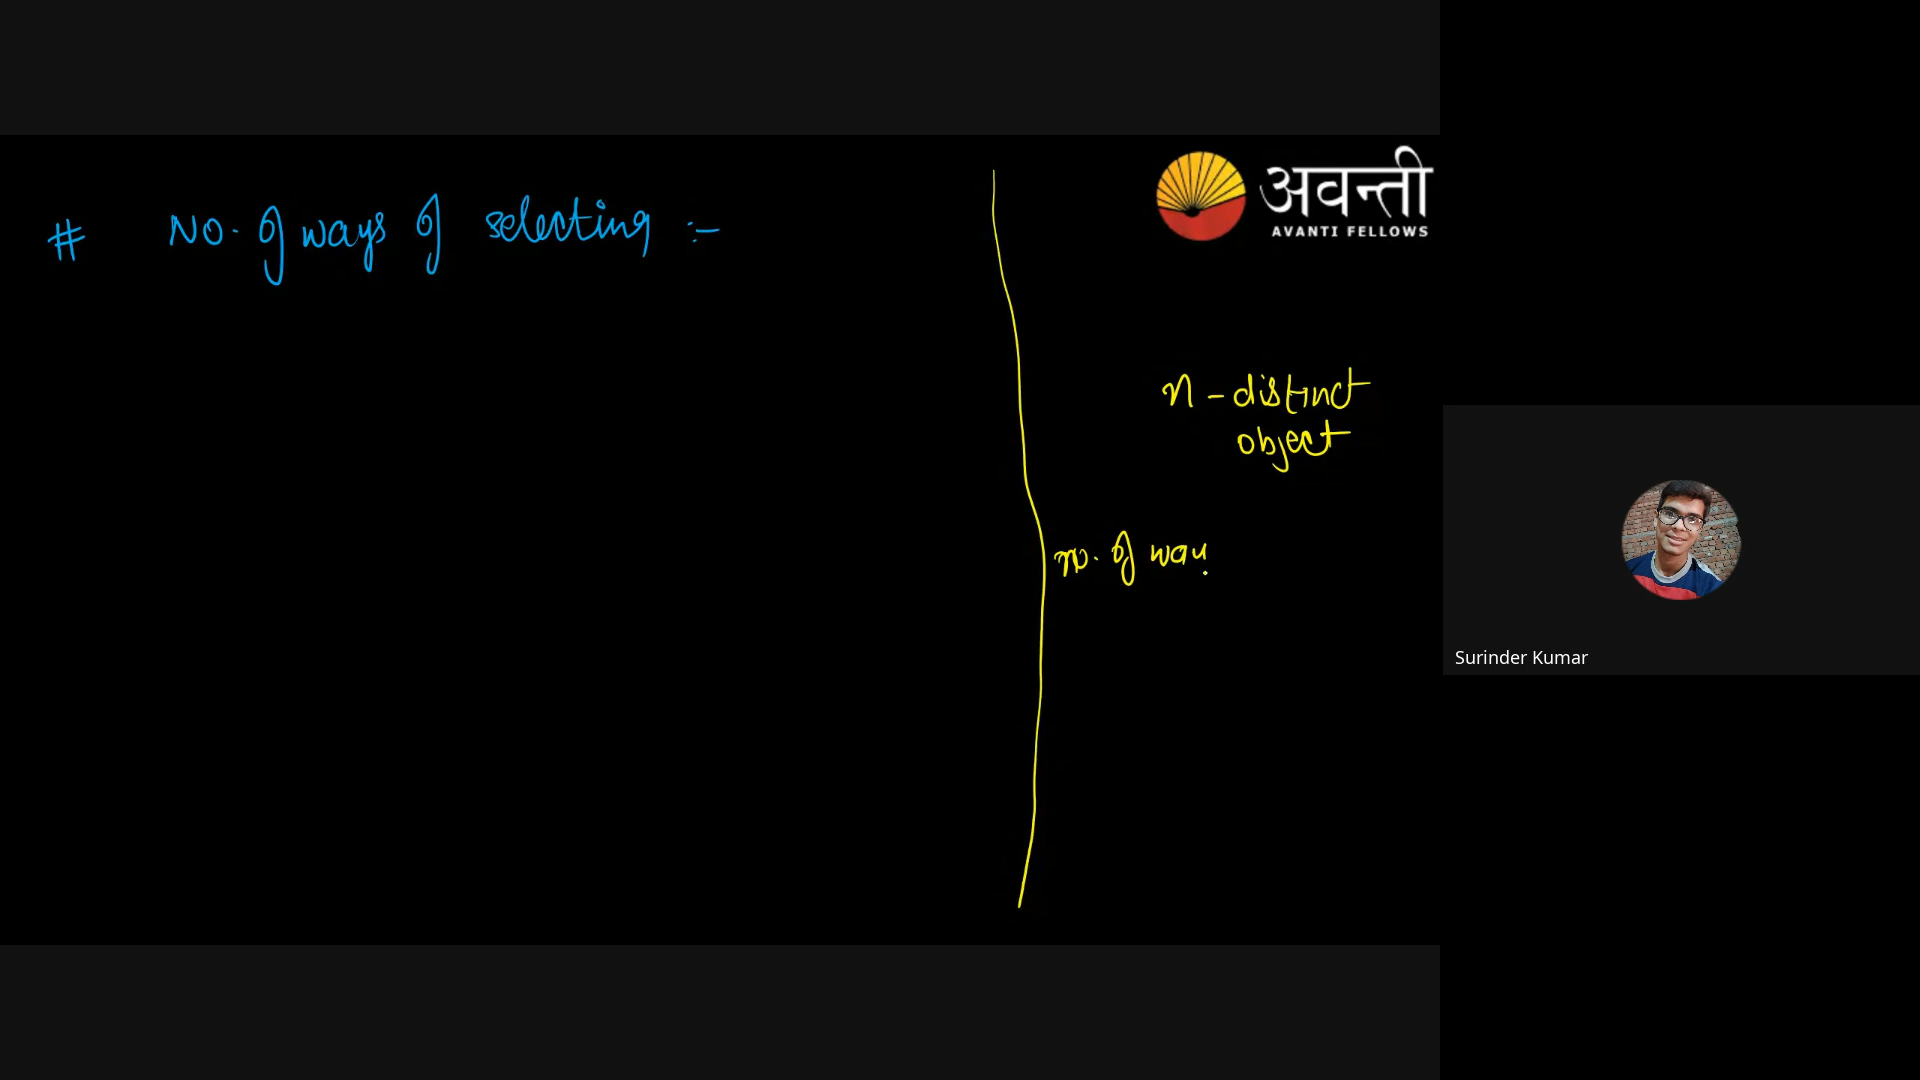 # No. of ways of selecting :-
अवन्ती
AVANTI FELLOWS
n - distinct
object
no. of way
Surinder Kumar